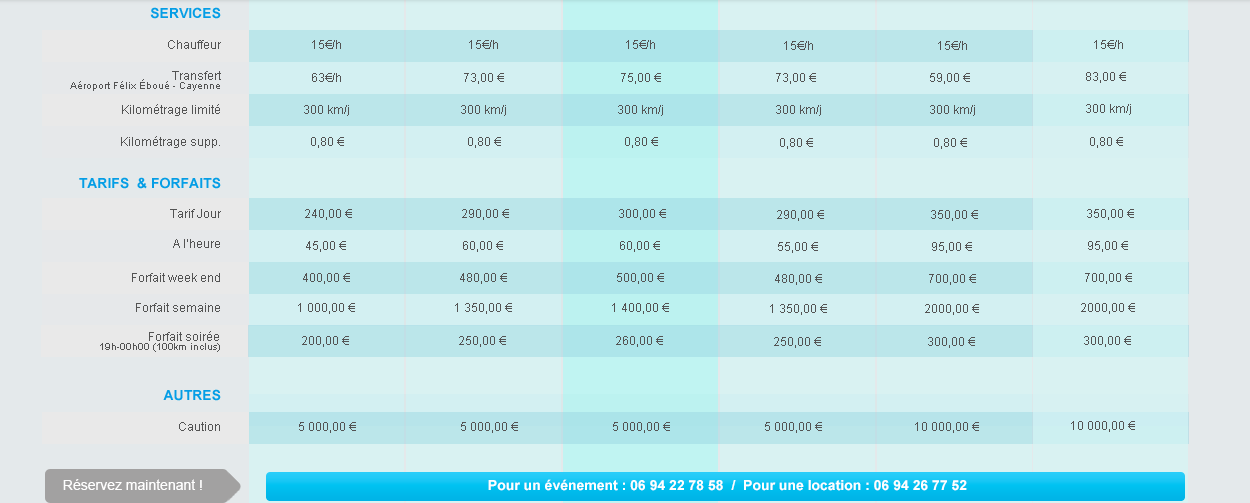 SERVICES
Chauffeur 15€/h 15€/h 15€/h 15€/h 15€/h 15€/h
Transfert 63€/h 73,00 € 75,00 € 73,00 € 59,00 € 83,00 €
Aéroport Félix Éboué - Cayenne
Kilométrage limité 300 km/j 300 km/j 300 km/j 300 km/j 300 km/j 300 km/j
Kilométrage supp. 0,80 € 0,80 € 0,80 € 0,80 € 0,80 € 0,80 €
TARIFS & FORFAITS
Tarif Jour 240,00 € 290,00 € 300,00 € 290,00 € 350,00 € 350,00 €
A l'heure 45,00 € 60,00 € 60,00 € 55,00 € 95,00 € 95,00 €
Forfait week end 400,00 € 480,00 € 500,00 € 480,00 € 700,00 € 700,00 €
Forfait semaine 1 000,00 € 1 350,00 € 1 400,00 € 1 350,00 € 2000,00 € 2000,00 €
Forfait soirée 200,00 € 250,00 € 260,00 € 250,00 € 300,00 € 300,00 €
19h-00h00 (100km inclus)
AUTRES
Caution 5 000,00 € 5 000,00 € 5 000,00 € 5 000,00 € 10 000,00 € 10 000,00 €
Réservez maintenant ! Pour un événement : 06 94 22 78 58 / Pour une location : 06 94 26 77 52